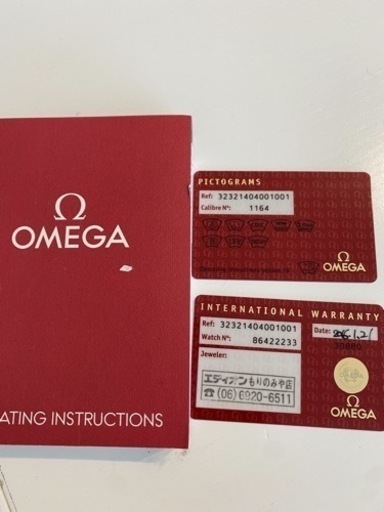 Ω
OMEGA
ATING INSTRUCTIONS
PICTOGRAMS
Ref: 32321404001001
Calibre Nº: 1164
Ω
OMEGA
INTERNATIONAL WARRANTY
Ref: 32321404001001
Watch Nº: 86422233
Date:
Jeweler:
エディオンもりのみや店
☎(06)6920-6511
OMEGA